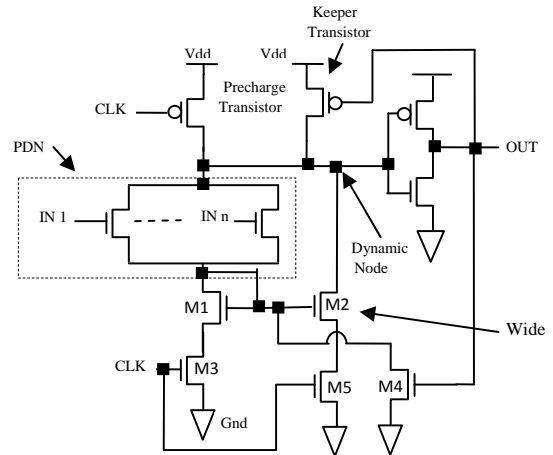 Keeper
Transistor
Vdd
Vdd
Precharge
Transistor
CLK
PDN
OUT
IN 1
IN n
Dynamic
Node
M1
M2
Wide
CLK
M3
M5
M4
Gnd